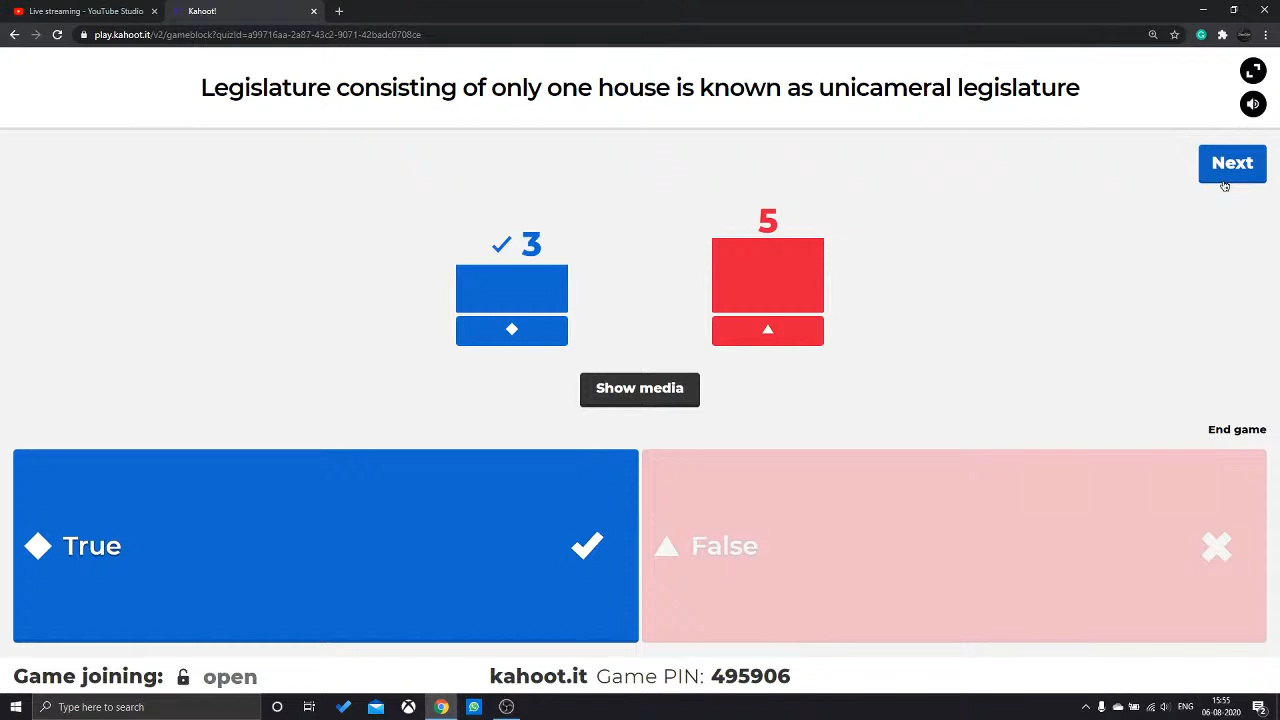 Live streaming - YouTube Studio
Kahoot!
play.kahoot.it/v2/gameblock?quizId=a99716aa-2a87-43c2-9071-42badc0708ce
Legislature consisting of only one house is known as unicameral legislature
Next
3
5
Show media
End game
True
False
Game joining: open
kahoot.it Game PIN: 495906
Type here to search
ENG
15:55
06-08-2020
2